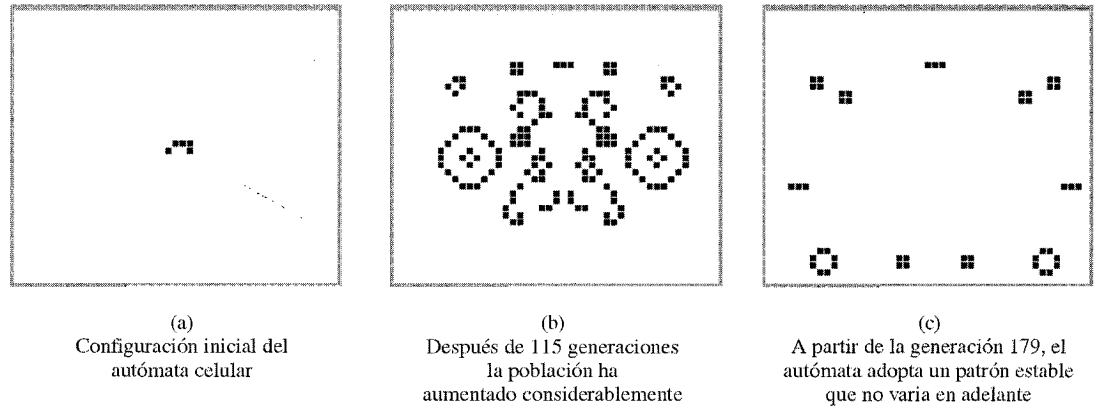 (a)
Configuración inicial del
autómata celular
(b)
Después de 115 generaciones
la población ha
aumentado considerablemente
(c)
A partir de la generación 179, el
autómata adopta un patrón estable
que no varia en adelante